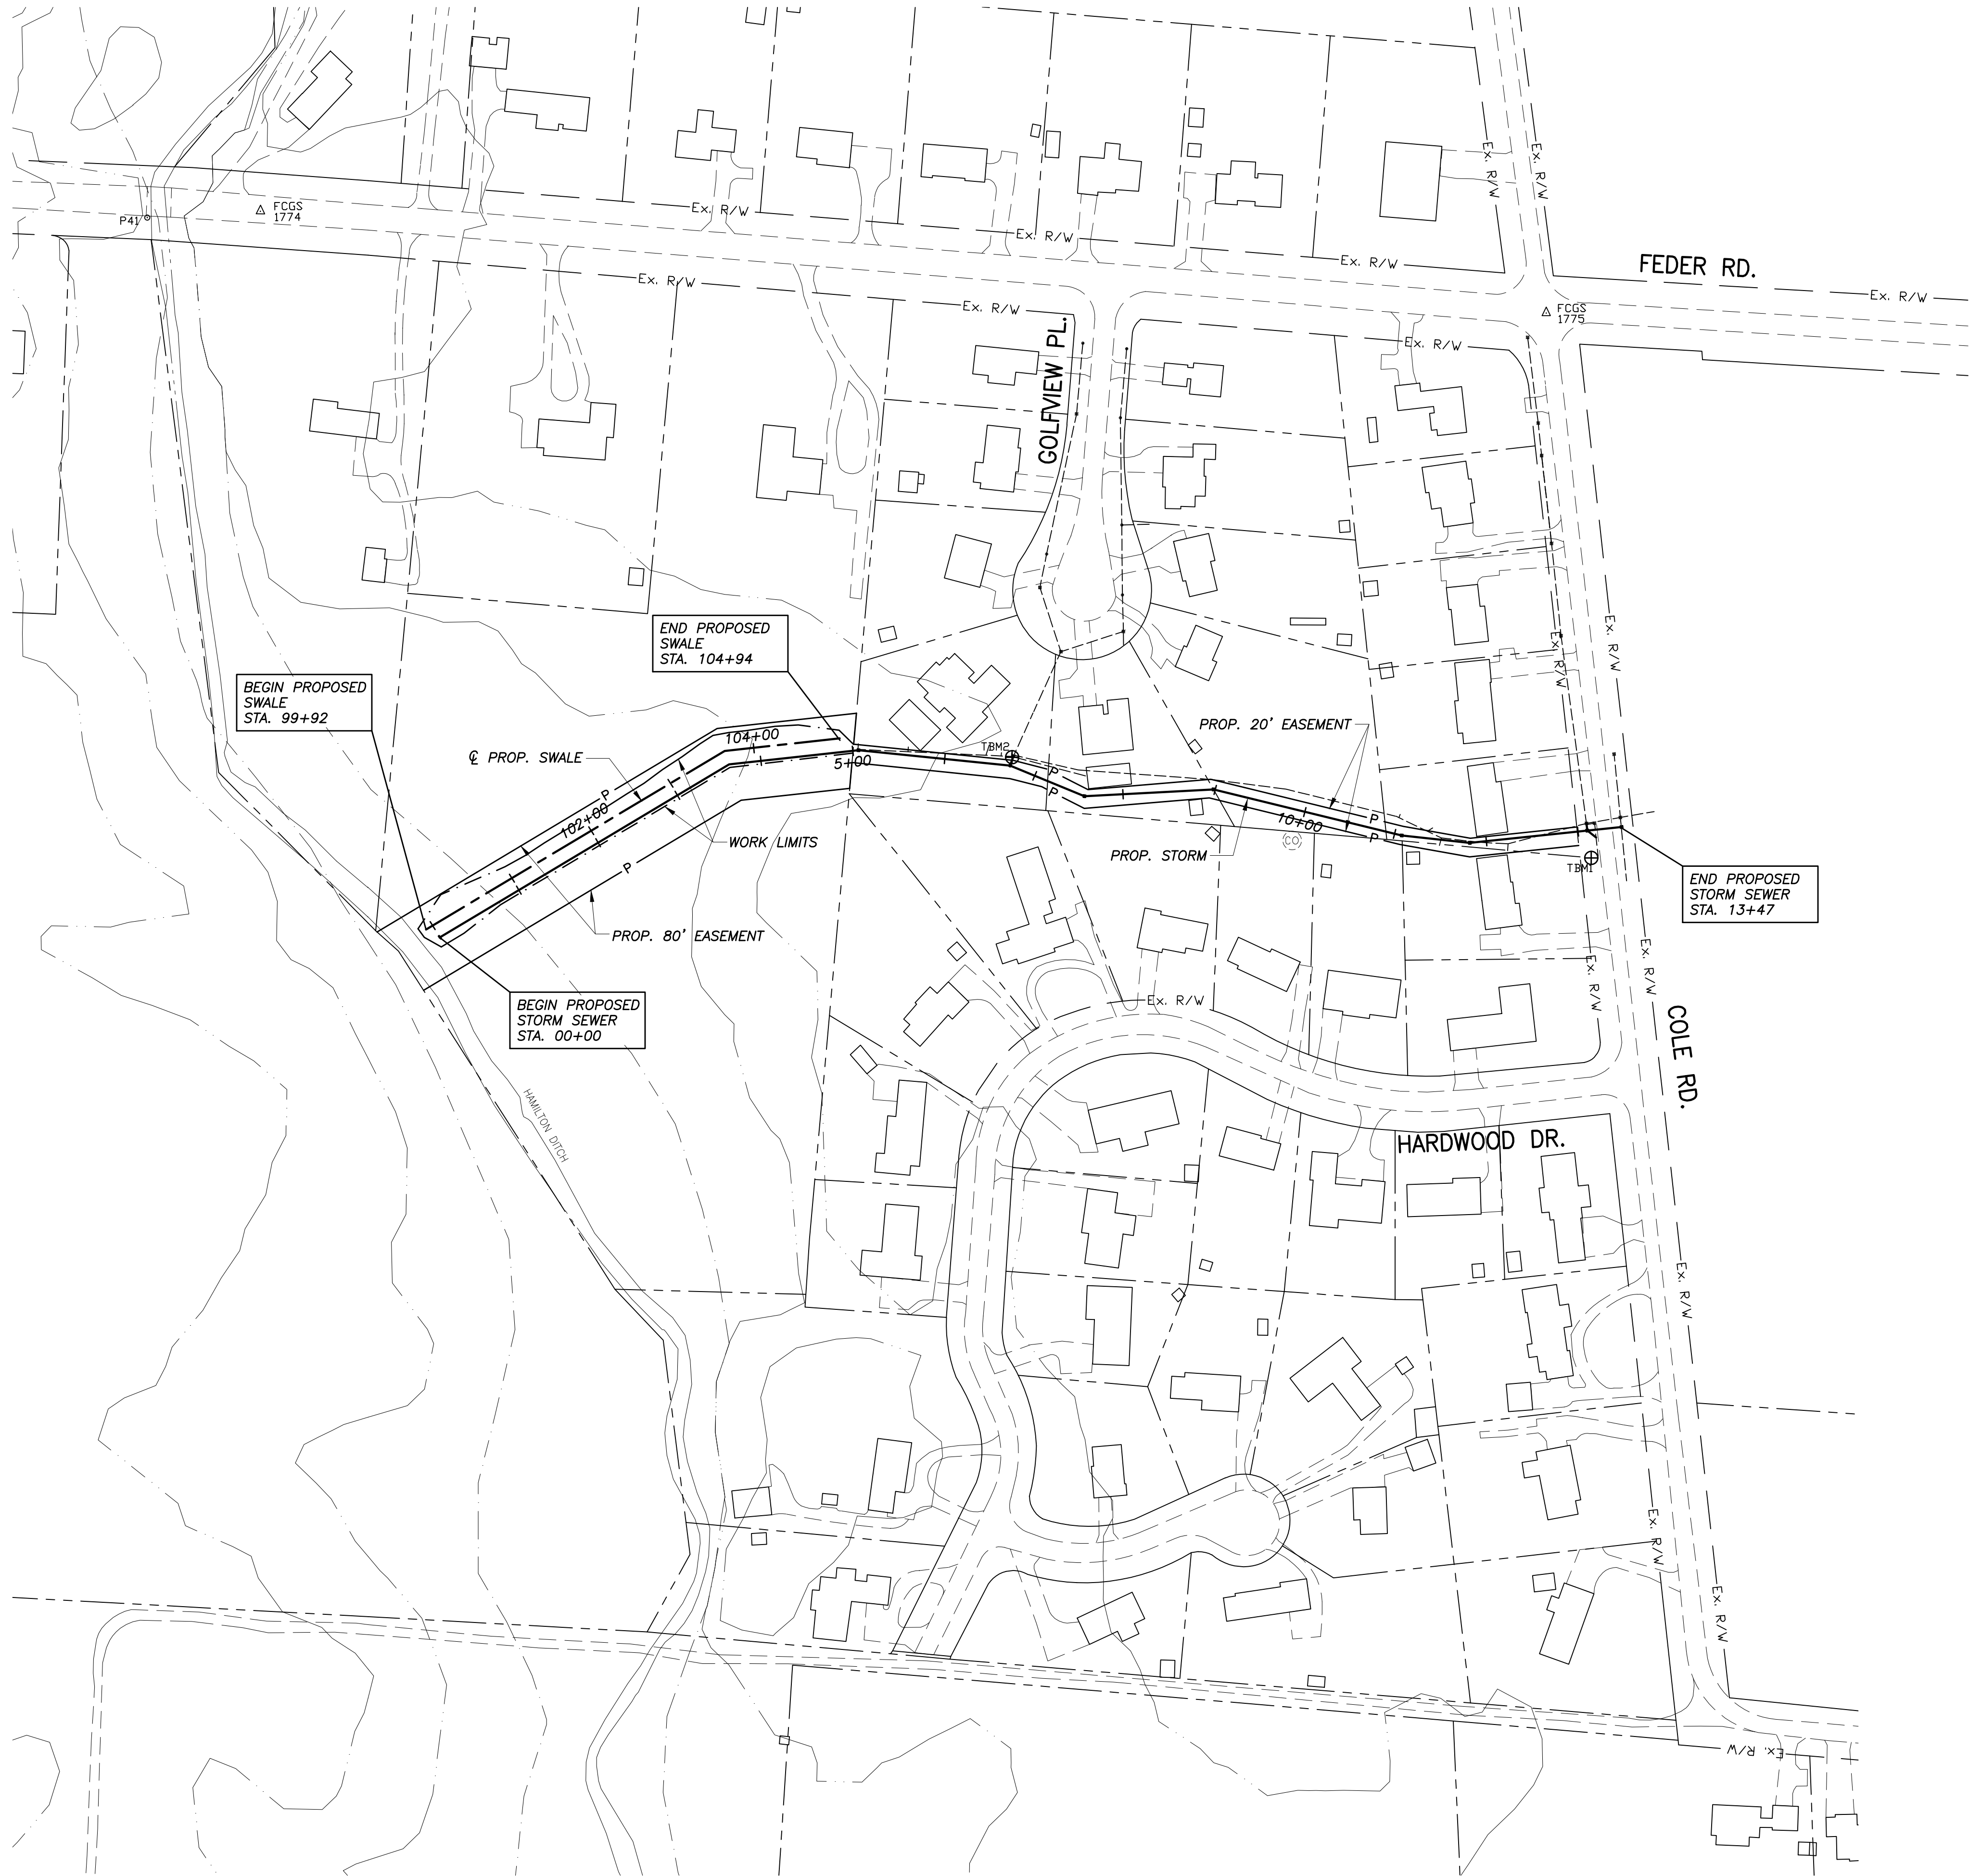 Ex. R/W
Ex. R/W
FCGS
1774
P41
Ex. R/W
Ex. R/W
Ex. R/W
FEDER RD.
Ex. R/W
Ex. R/W
Ex. R/W
FCGS
1775
Ex. R/W
GOLFVIEW PL.
END PROPOSED
SWALE
STA. 104+94
Ex. R/W
Ex. R/W
BEGIN PROPOSED
SWALE
STA. 99+92
104+00
PROP. 20' EASEMENT
TBM2
℄ PROP. SWALE
5+00
P
P
P
P
102+00
10+00
P
P
WORK LIMITS
CO
PROP. STORM
TBM1
END PROPOSED
STORM SEWER
STA. 13+47
PROP. 80' EASEMENT
Ex. R/W
Ex. R/W
BEGIN PROPOSED
STORM SEWER
STA. 00+00
Ex. R/W
COLE RD.
HAMILTON DITCH
HARDWOOD DR.
Ex. R/W
Ex. R/W
Ex. R/W
Ex. R/W